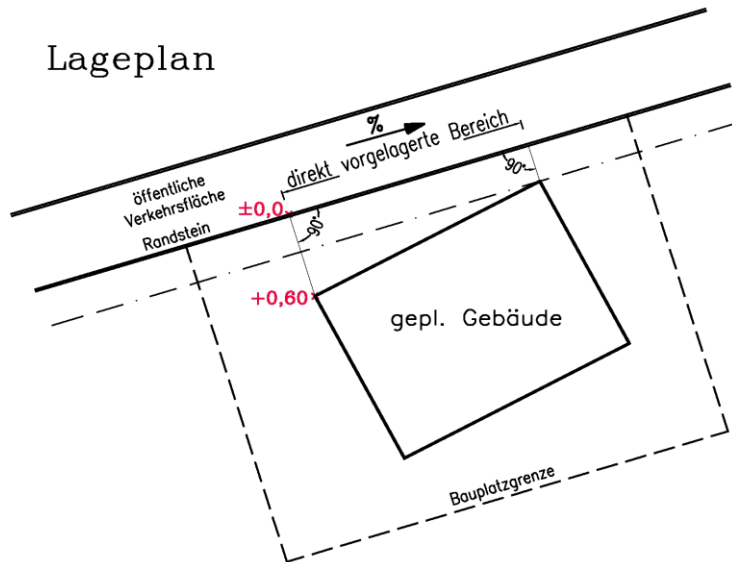 Lageplan
%
direkt vorgelagerte Bereich
öffentliche
Verkehrsfläche
Randstein
±0,0
90°
90°
+0,60
gepl. Gebäude
Bauplatzgrenze